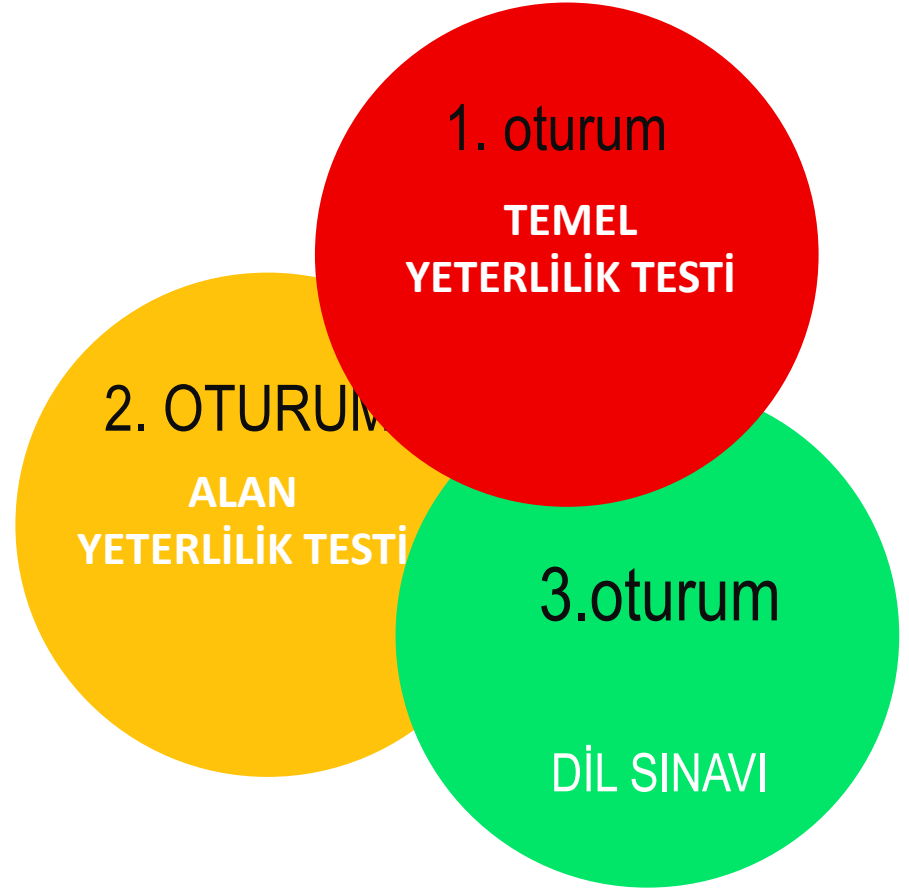 1. oturum
TEMEL
YETERLİLİK TESTİ
2. OTURUM
ALAN
YETERLİLİK TESTİ
3.oturum
DİL SINAVI